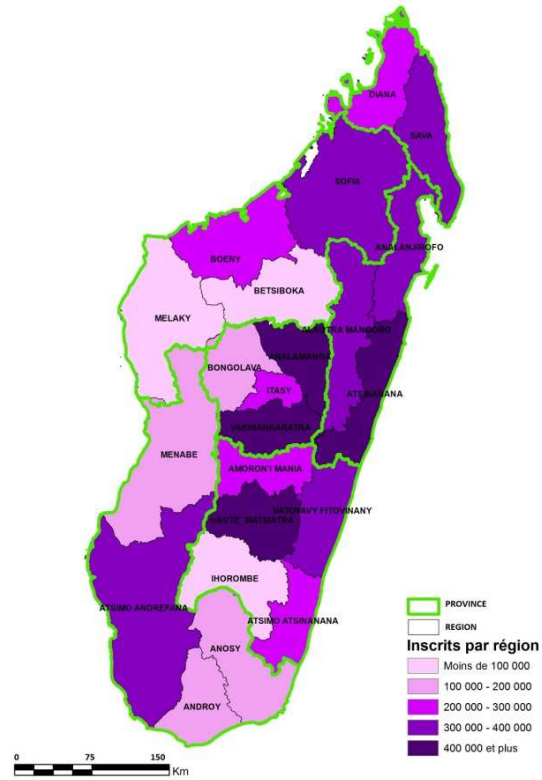 DIANA
SAVA
SOFIA
ANALANJIROFO
BOENY
BETSIBOKA
MELAKY
ALAOTRA MANGORO
ANALAMANGA
BONGOLAVA
ATSINANANA
ITASY
VAKINANKARATRA
MENABE
AMORON'I MANIA
VATOVAVY FITOVINANY
HAUTE_MATSIATRA
IHOROMBE
ATSIMO ANDREFANA
ATSIMO ATSINANANA
ANOSY
ANDROY
PROVINCE
REGION
Inscrits par région
Moins de 100 000
100 000 - 200 000
200 000 - 300 000
300 000 - 400 000
400 000 et plus
0 75 150
Km